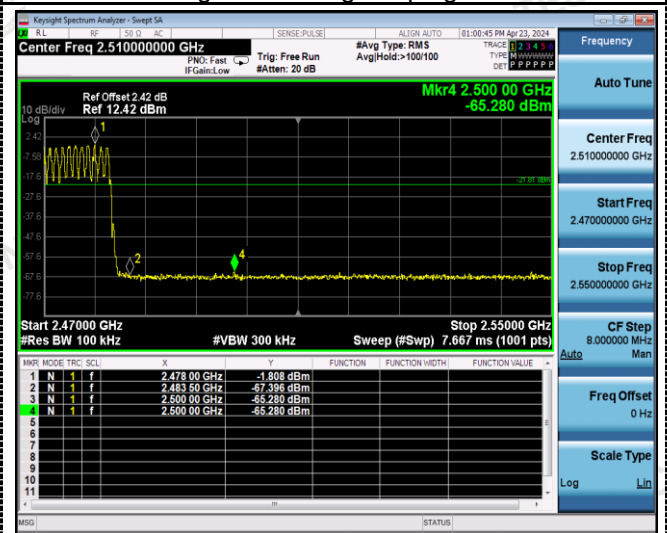 Keysight Spectrum Analyzer - Swept SA
RL RF 50 Ω AC SENSE:PULSE ALIGN AUTO 01:00:45 PM Apr 23, 2024
Center Freq 2.510000000 GHz
PNO: Fast
IFGain:Low
Trig: Free Run
#Atten: 20 dB
#Avg Type: RMS
Avg|Hold:>100/100
TRACE 1 2 3 4 5 6
TYPE M WWWWW
DET P P P P P P
Mkr4 2.500 00 GHz
-65.280 dBm
Ref Offset 2.42 dB
10 dB/div Ref 12.42 dBm
Log
1
2.42
-7.58
-17.6
-21.81 dBm
-27.6
-37.6
-47.6
-57.6
2
4
-67.6
-77.6
Start 2.47000 GHz Stop 2.55000 GHz
#Res BW 100 kHz #VBW 300 kHz Sweep (#Swp) 7.667 ms (1001 pts)
MKR MODE TRC SCL X Y FUNCTION FUNCTION WIDTH FUNCTION VALUE
1 N 1 f 2.478 00 GHz -1.808 dBm
2 N 1 f 2.483 50 GHz -67.396 dBm
3 N 1 f 2.500 00 GHz -65.280 dBm
4 N 1 f 2.500 00 GHz -65.280 dBm
5
6
7
8
9
10
11
MSG STATUS
Frequency
Auto Tune
Center Freq
2.510000000 GHz
Start Freq
2.470000000 GHz
Stop Freq
2.550000000 GHz
CF Step
8.000000 MHz
Auto Man
Freq Offset
0 Hz
Scale Type
Log Lin